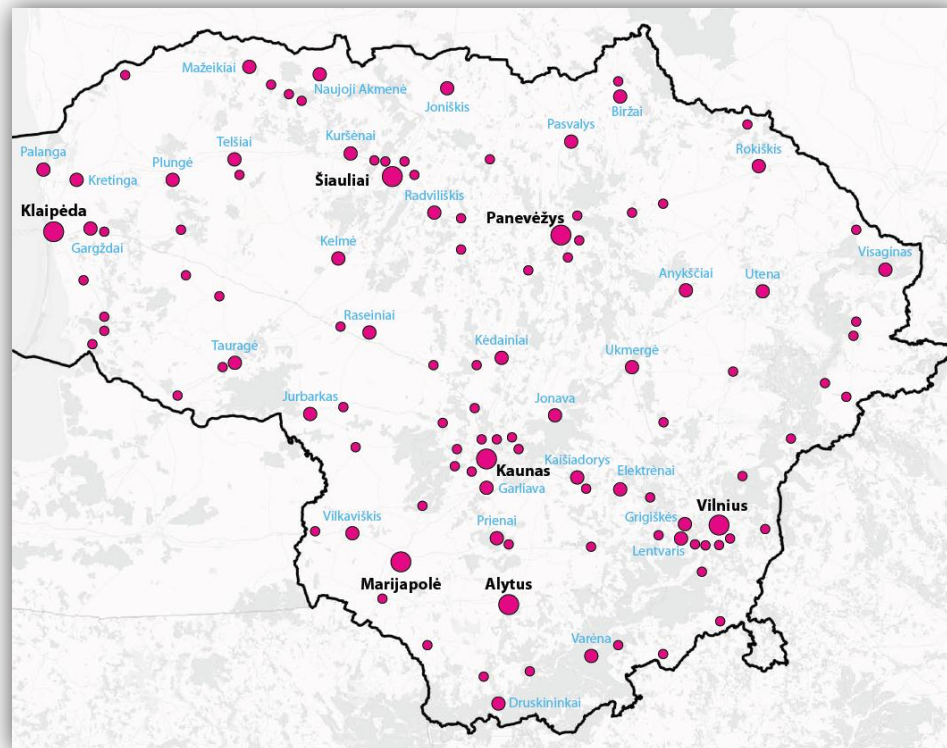 Mažeikiai
Naujoji Akmenė
Joniškis
Biržai
Pasvalys
Rokiškis
Palanga
Kretinga
Plungė
Telšiai
Kuršėnai
Šiauliai
Radviliškis
Klaipėda
Gargždai
Panevėžys
Kelmė
Visaginas
Anykščiai
Utena
Raseiniai
Tauragė
Kėdainiai
Ukmergė
Jurbarkas
Jonava
Kaunas
Kaišiadorys
Elektrėnai
Garliava
Vilkaviškis
Prienai
Grigiškės
Vilnius
Lentvaris
Marijapolė
Alytus
Varėna
Druskininkai